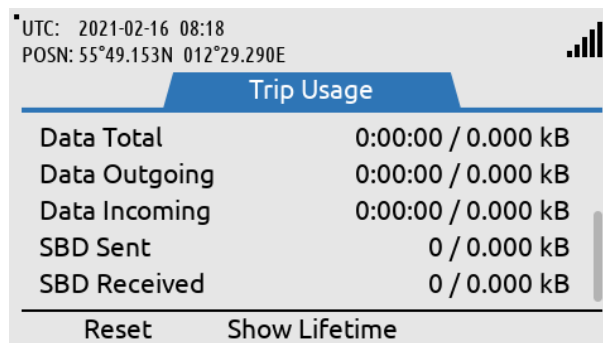 UTC: 2021-02-16 08:18
POSN: 55°49.153N 012°29.290E
Trip Usage
Data Total 0:00:00 / 0.000 kB
Data Outgoing 0:00:00 / 0.000 kB
Data Incoming 0:00:00 / 0.000 kB
SBD Sent 0 / 0.000 kB
SBD Received 0 / 0.000 kB
Reset Show Lifetime